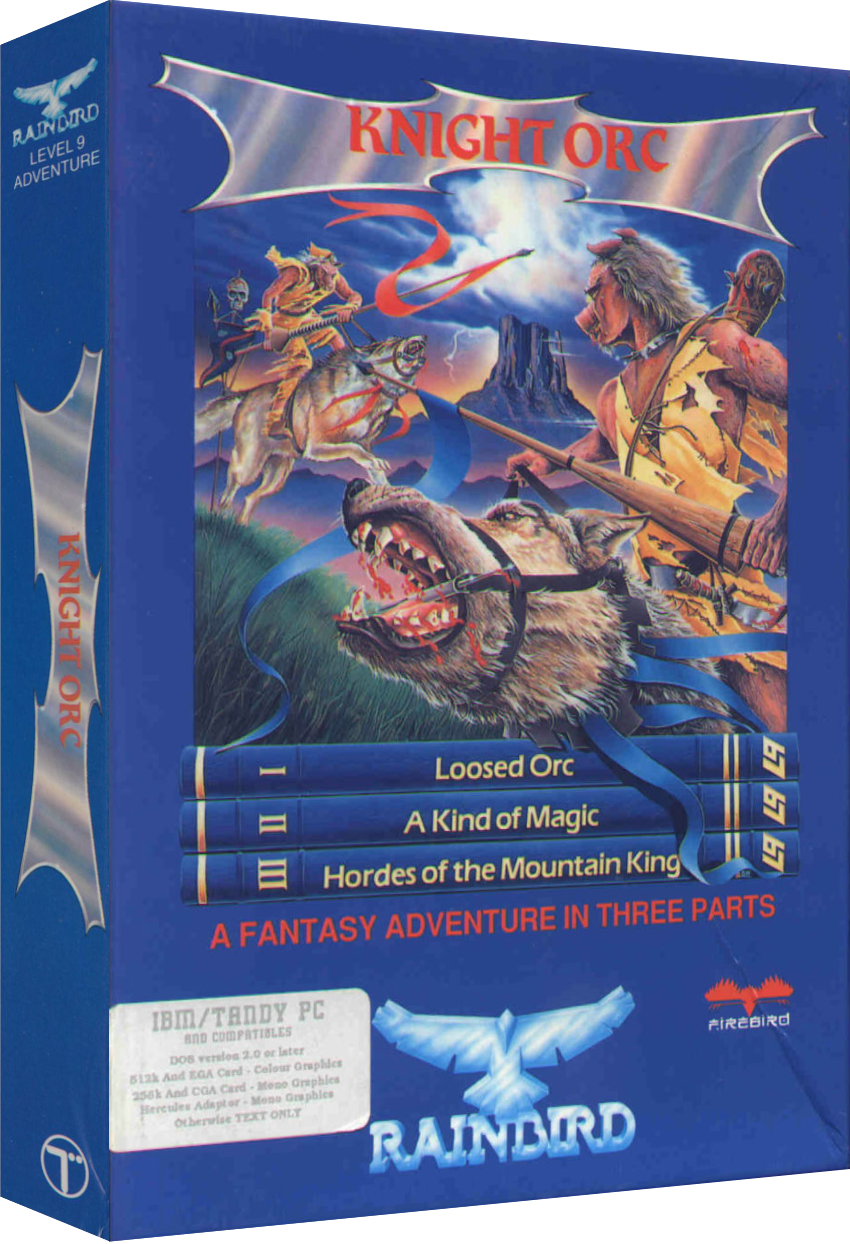 RAINBIRD
LEVEL 9
ADVENTURE
KNIGHT ORC
T
KNIGHT ORC
I Loosed Orc L9
II A Kind of Magic L9
III Hordes of the Mountain King L9
A FANTASY ADVENTURE IN THREE PARTS
IBM/TANDY PC
AND COMPATIBLES
DOS version 2.0 or later
512k And EGA Card - Colour Graphics
256k And CGA Card - Mono Graphics
Hercules Adaptor - Mono Graphics
Otherwise TEXT ONLY
RAINBIRD
FIREBIRD